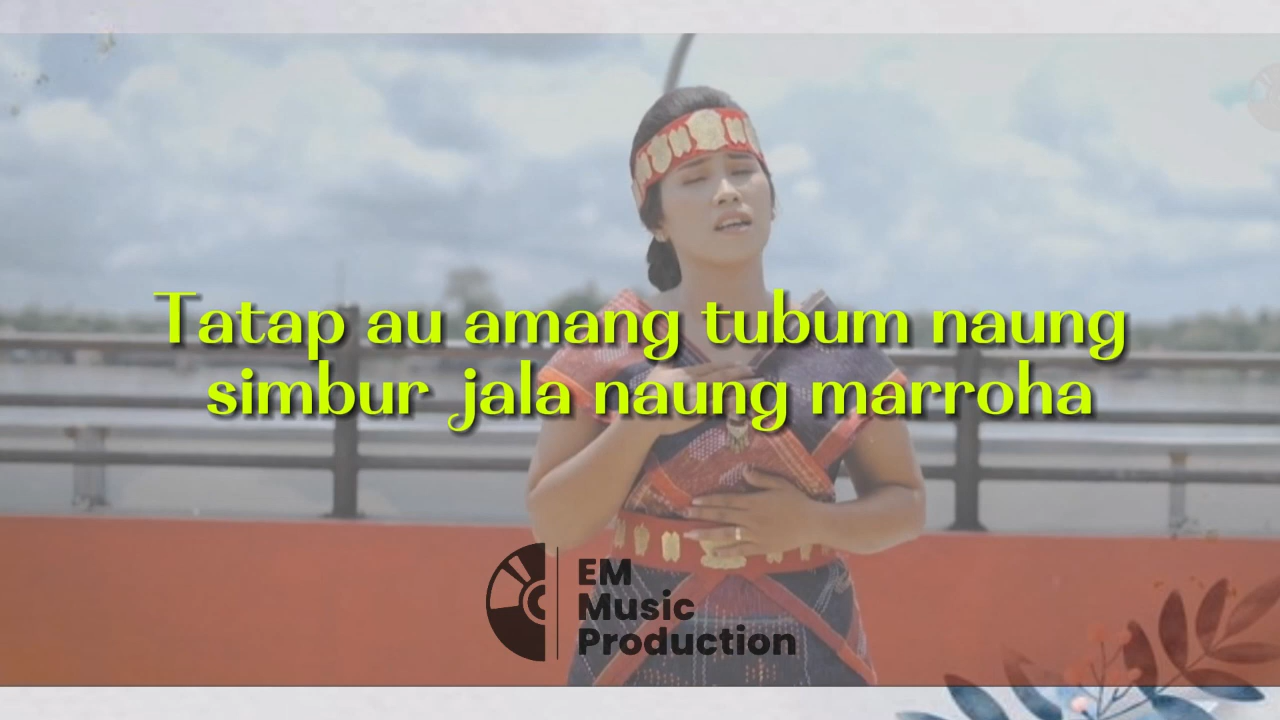 Tatap au amang tubum naung
simbur jala naung marroha
EM
Music
Production